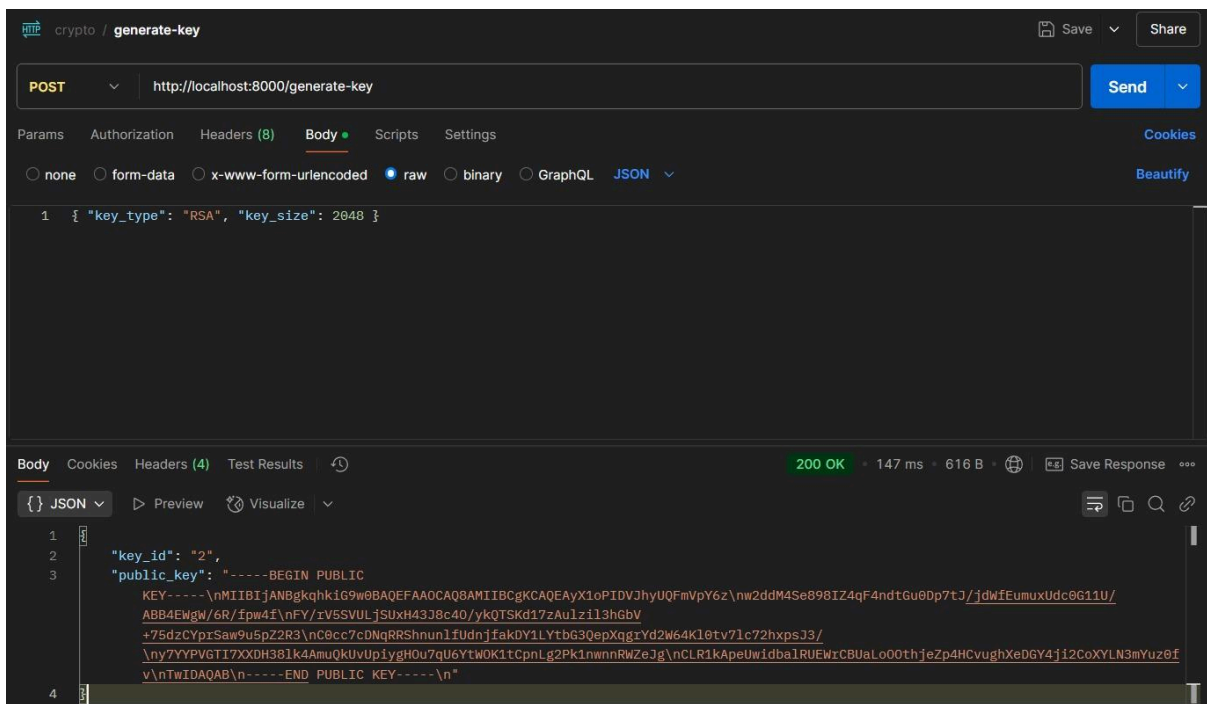 HTTP crypto / generate-key Save Share
POST http://localhost:8000/generate-key Send
Params Authorization Headers (8) Body Scripts Settings Cookies
none form-data x-www-form-urlencoded raw binary GraphQL JSON Beautify
1 { "key_type": "RSA", "key_size": 2048 }
Body Cookies Headers (4) Test Results 200 OK 147 ms 616 B e.g. Save Response
{} JSON Preview Visualize
1 {
2 "key_id": "2",
3 "public_key": "-----BEGIN PUBLIC
KEY-----\nMIIBIjANBgkqhkiG9w0BAQEFAAOCAQ8AMIIBCgKCAQEAyX1oPIDVJhyUQFmVpY6z\nw2ddM4Se898IZ4qF4ndtGu0Dp7tJ/jdWfEumuxUdc0G11U/
ABB4EWgW/6R/fpw4f\nFY/rV5SVULjSUxH43J8c4O/ykQTSKd17zAulzil3hGbV
+75dzCYprSaw9u5pZ2R3\nC0cc7cDNqRRShnunlfUdnjfakDY1LYtbG3QepXqgrYd2W64Kl0tv7lc72hxpsJ3/
\ny7YYPVGTI7XXDH38lk4AmuQkUvUpiygHOu7qU6YtWOK1tCpnLg2Pk1nwnnRWZeJg\nCLR1kApeUwidbalRUEWrCBUaLoOOthjeZp4HCvughXeDGY4ji2CoXYLN3mYuz0f
v\nTwIDAQAB\n-----END PUBLIC KEY-----\n"
4 }